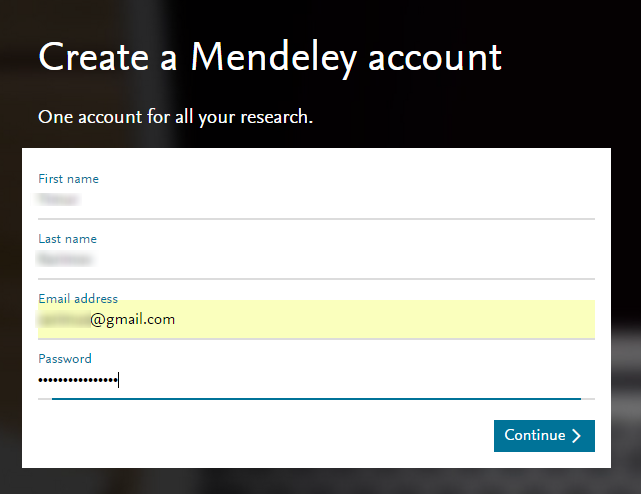 Create a Mendeley account
One account for all your research.
First name
Last name
Email address
@gmail.com
Password
••••••••••••••••
Continue